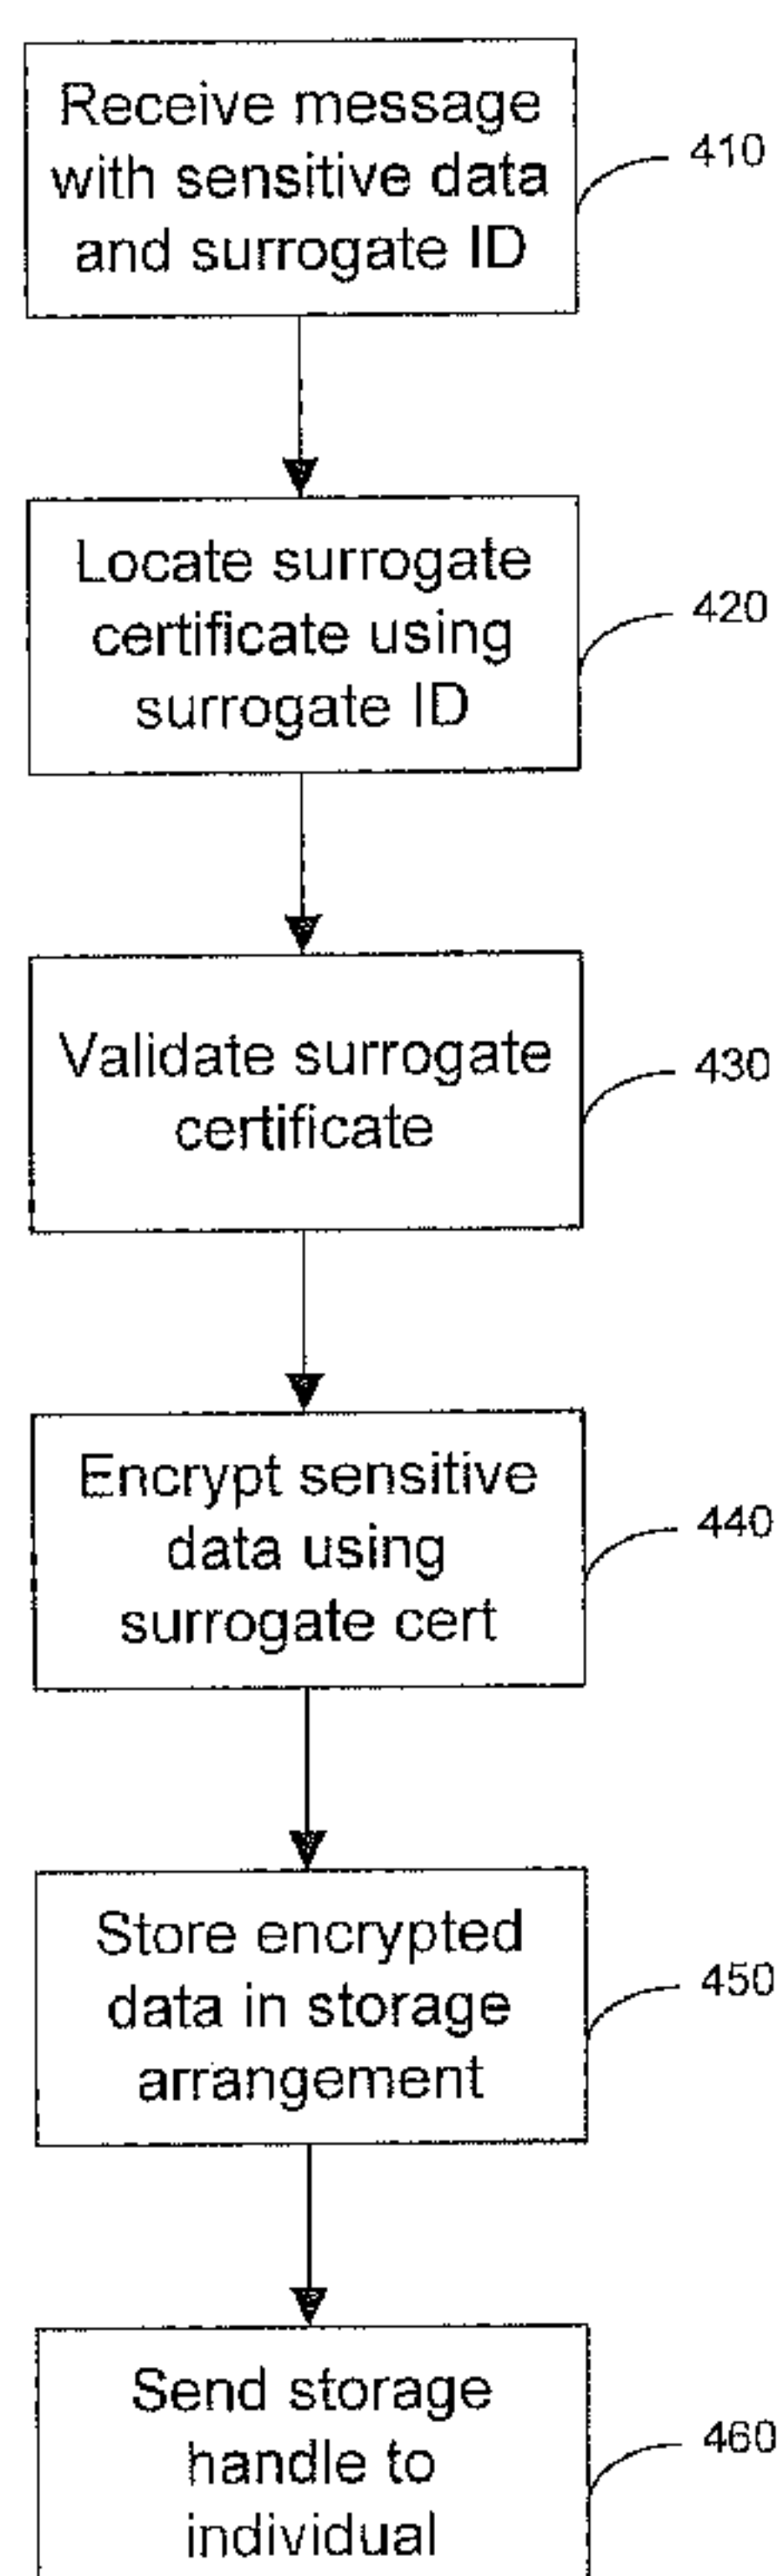 Receive message
with sensitive data
and surrogate ID
410
Locate surrogate
certificate using
surrogate ID
420
Validate surrogate
certificate
430
Encrypt sensitive
data using
surrogate cert
440
Store encrypted
data in storage
arrangement
450
Send storage
handle to
individual
460